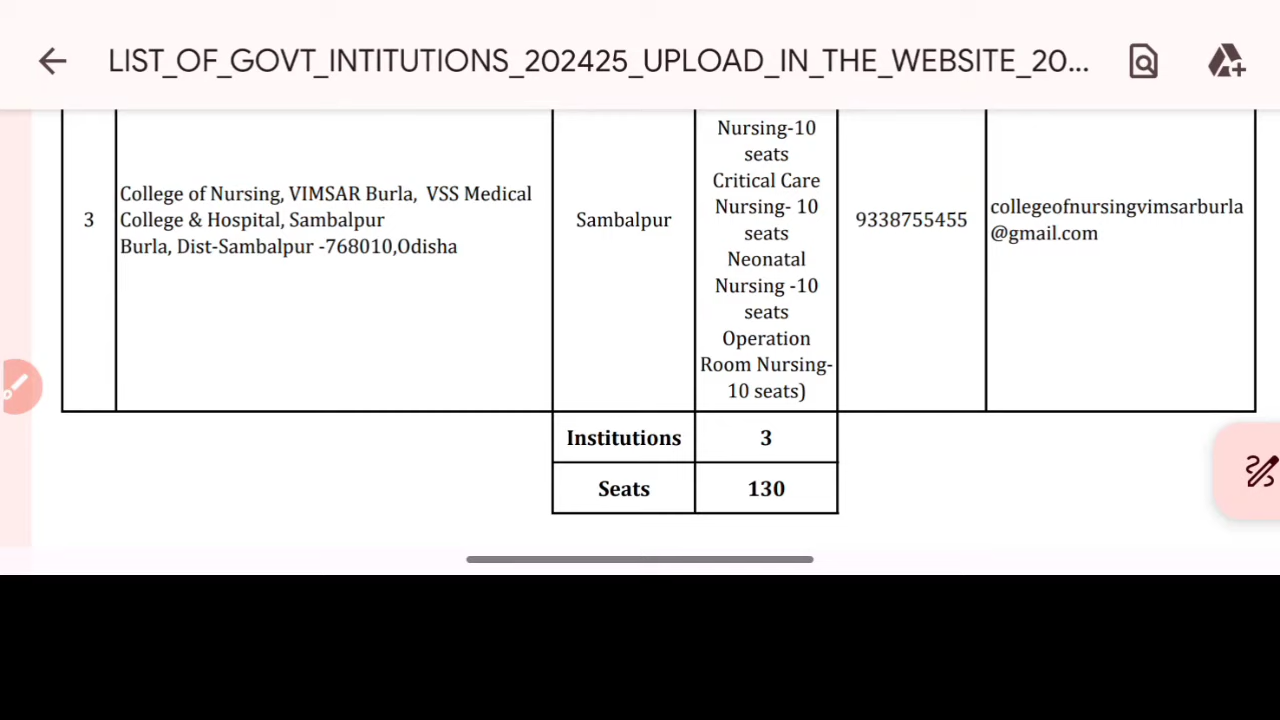 LIST_OF_GOVT_INTITUTIONS_202425_UPLOAD_IN_THE_WEBSITE_20...
3
College of Nursing, VIMSAR Burla, VSS Medical
College & Hospital, Sambalpur
Burla, Dist-Sambalpur -768010,Odisha
Sambalpur
Nursing-10
seats
Critical Care
Nursing- 10
seats
Neonatal
Nursing -10
seats
Operation
Room Nursing-
10 seats)
9338755455
collegeofnursingvimsarburla
@gmail.com
Institutions 3
Seats 130